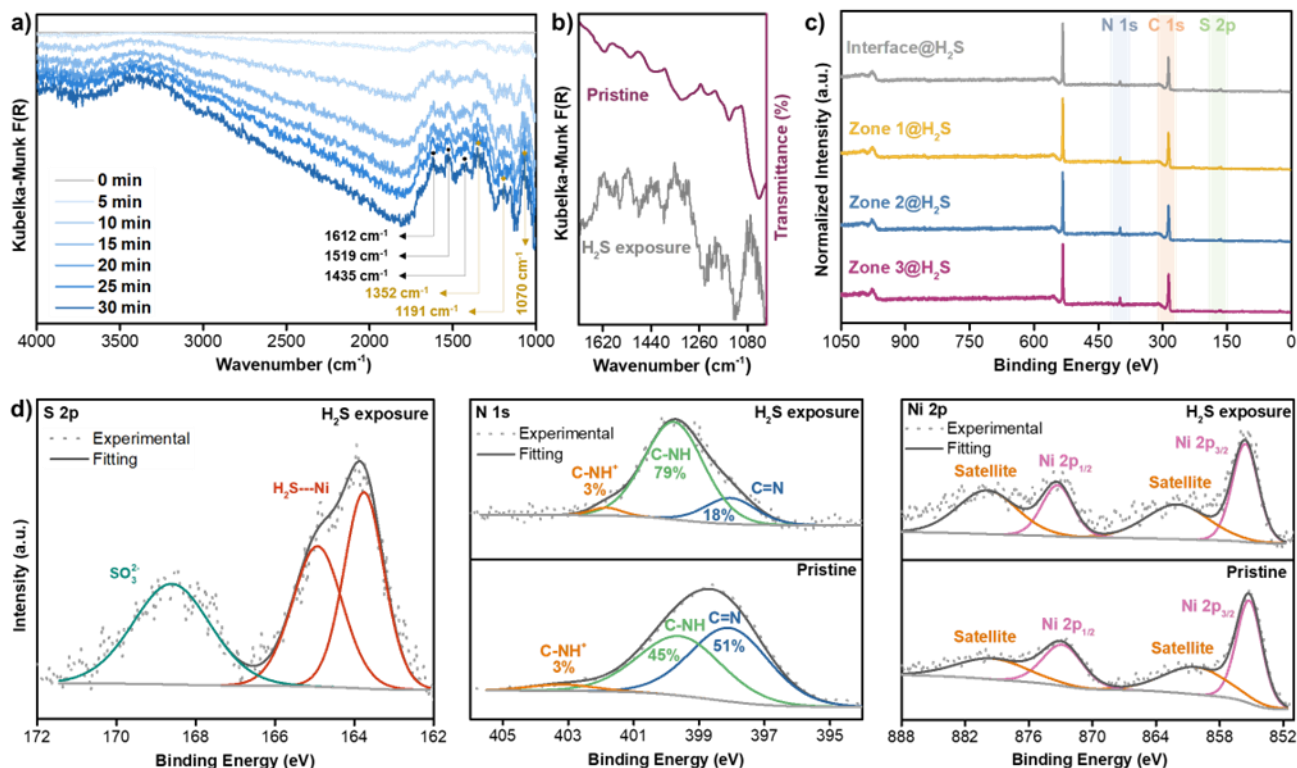 a)
Kubelka-Munk F(R)
0 min
5 min
10 min
15 min
20 min
25 min
30 min
1612 cm⁻¹
1519 cm⁻¹
1435 cm⁻¹
1352 cm⁻¹
1191 cm⁻¹
1070 cm⁻¹
4000 3500 3000 2500 2000 1500 1000
Wavenumber (cm⁻¹)
b)
Kubelka-Munk F(R)
Pristine
H₂S exposure
Transmittance (%)
1620 1440 1260 1080
Wavenumber (cm⁻¹)
c)
Normalized Intensity (a.u.)
N 1s C 1s S 2p
Interface@H₂S
Zone 1@H₂S
Zone 2@H₂S
Zone 3@H₂S
1050 900 750 600 450 300 150 0
Binding Energy (eV)
d)
Intensity (a.u.)
S 2p
H₂S exposure
Experimental
Fitting
H₂S---Ni
SO₃²⁻
172 170 168 166 164 162
Binding Energy (eV)
N 1s
H₂S exposure
Experimental
Fitting
C-NH⁺
3%
C-NH
79%
C=N
18%
Pristine
C-NH⁺
3%
C-NH
45%
C=N
51%
405 403 401 399 397 395
Binding Energy (eV)
Ni 2p
H₂S exposure
Experimental
Fitting
Satellite
Ni 2p₁/₂
Satellite
Ni 2p₃/₂
Pristine
Satellite
Ni 2p₁/₂
Satellite
Ni 2p₃/₂
888 882 876 870 864 858 852
Binding Energy (eV)